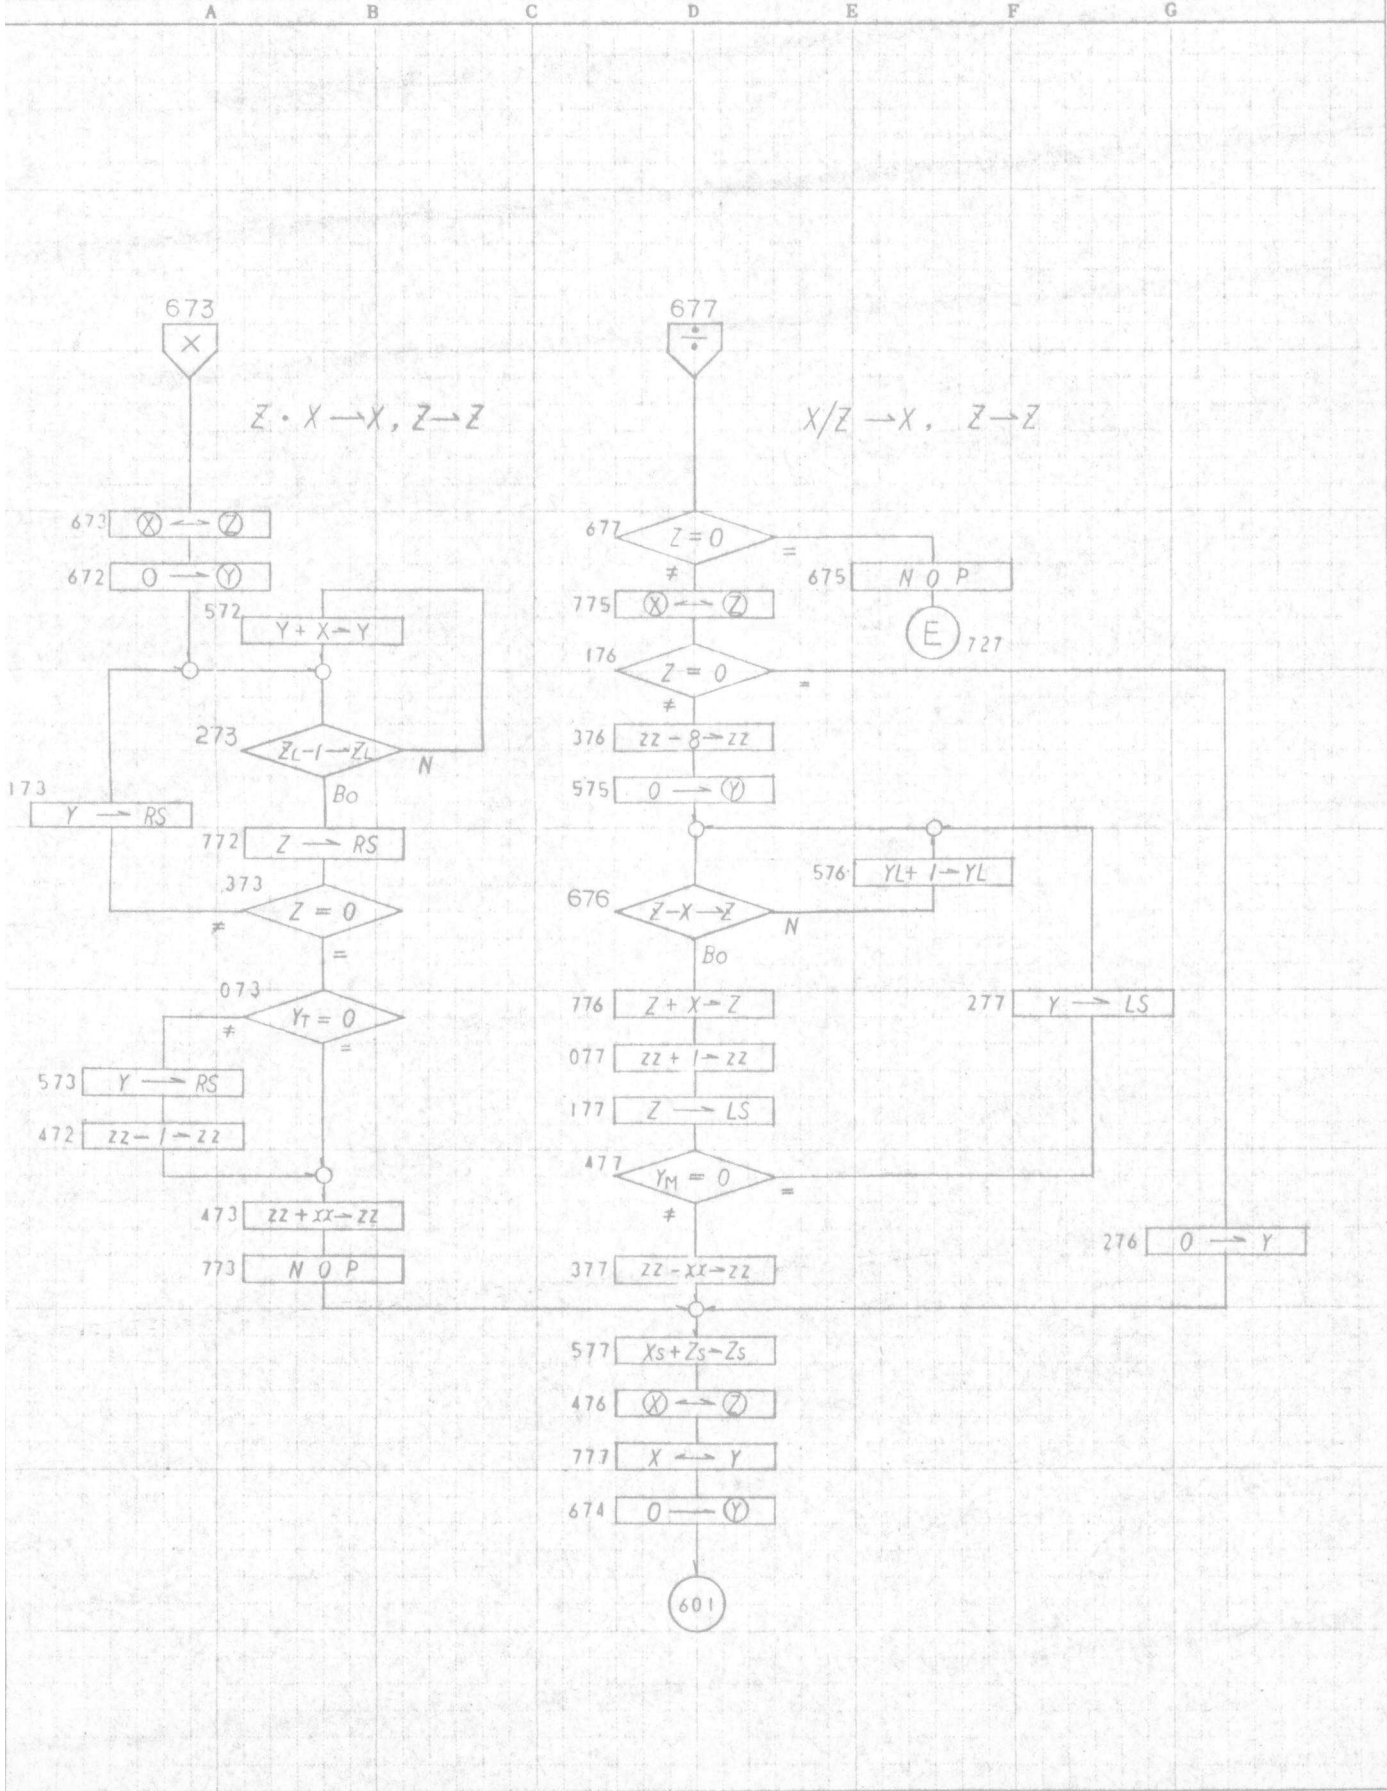 A B C D E F G
673
×
Z · X → X, Z → Z
673 Ⓧ ↔ Ⓩ
672 0 → Ⓨ
572
Y + X → Y
273
ZL-1 → ZL
N
Bo
173
Y → RS
772 Z → RS
373
Z = 0
≠
=
073
YT = 0
≠
=
573 Y → RS
472 zz - 1 → zz
473 zz + xx → zz
773 N O P
677
÷
X/Z → X, Z → Z
677
Z = 0
=
≠
675 N O P
E 727
775 Ⓧ ↔ Ⓩ
176
Z = 0
=
≠
376 zz - 8 → zz
575 0 → Ⓨ
576 YL + 1 → YL
676
Z - X → Z
N
Bo
776 Z + X → Z
277 Y → LS
077 zz + 1 → zz
177 Z → LS
477
YM = 0
=
≠
276 0 → Y
377 zz - xx → zz
577 Xs + Zs → Zs
476 Ⓧ ↔ Ⓩ
777 X ↔ Y
674 0 → Ⓨ
601